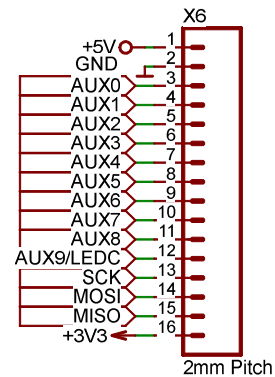 X6
+5V 1
GND 2
AUX0 3
AUX1 4
AUX2 5
AUX3 6
AUX4 7
AUX5 8
AUX6 9
AUX7 10
AUX8 11
AUX9/LEDC 12
SCK 13
MOSI 14
MISO 15
+3V3 16
2mm Pitch